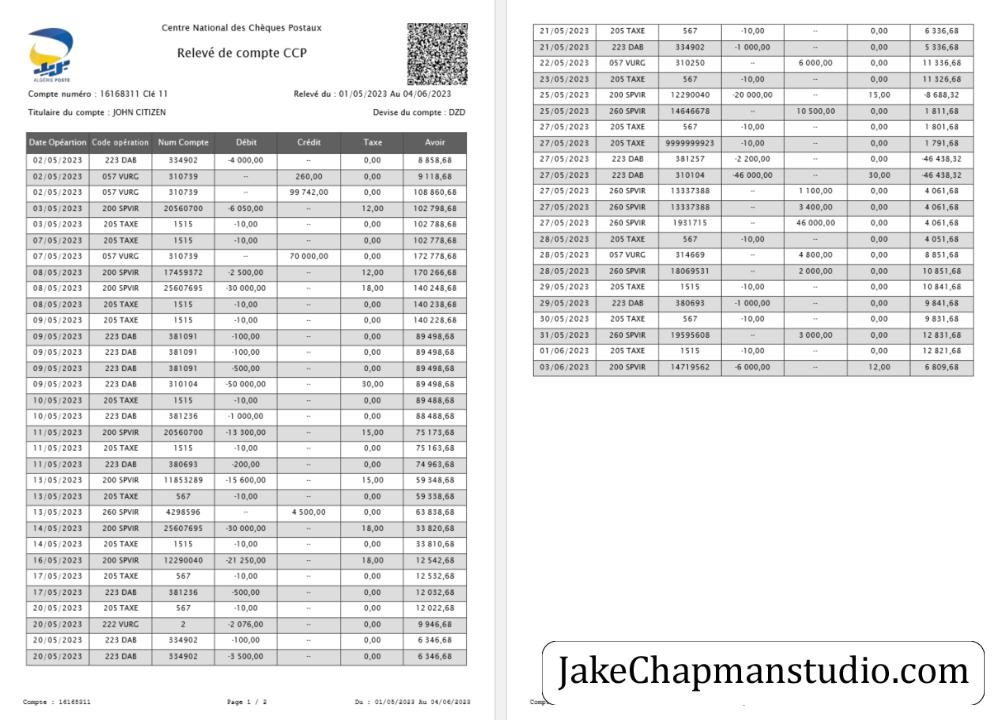 Centre National des Chèques Postaux
Relevé de compte CCP
ALGÉRIE POSTE
Compte numéro : 16168311 Clé 11
Relevé du : 01/05/2023 Au 04/06/2023
Titulaire du compte : JOHN CITIZEN
Devise du compte : DZD
Date Opéartion Code opération Num Compte Débit Crédit Taxe Avoir
02/05/2023 223 DAB 334902 -4 000,00 -- 0,00 8 858,68
02/05/2023 057 VURG 310739 -- 260,00 0,00 9 118,68
02/05/2023 057 VURG 310739 -- 99 742,00 0,00 108 860,68
03/05/2023 200 SPVIR 20560700 -6 050,00 -- 12,00 102 798,68
03/05/2023 205 TAXE 1515 -10,00 -- 0,00 102 788,68
07/05/2023 205 TAXE 1515 -10,00 -- 0,00 102 778,68
07/05/2023 057 VURG 310739 -- 70 000,00 0,00 172 778,68
08/05/2023 200 SPVIR 17459372 -2 500,00 -- 12,00 170 266,68
08/05/2023 200 SPVIR 25607695 -30 000,00 -- 18,00 140 248,68
08/05/2023 205 TAXE 1515 -10,00 -- 0,00 140 238,68
09/05/2023 205 TAXE 1515 -10,00 -- 0,00 140 228,68
09/05/2023 223 DAB 381091 -100,00 -- 0,00 89 498,68
09/05/2023 223 DAB 381091 -100,00 -- 0,00 89 498,68
09/05/2023 223 DAB 381091 -500,00 -- 0,00 89 498,68
09/05/2023 223 DAB 310104 -50 000,00 -- 30,00 89 498,68
10/05/2023 205 TAXE 1515 -10,00 -- 0,00 89 488,68
10/05/2023 223 DAB 381236 -1 000,00 -- 0,00 88 488,68
11/05/2023 200 SPVIR 20560700 -13 300,00 -- 15,00 75 173,68
11/05/2023 205 TAXE 1515 -10,00 -- 0,00 75 163,68
11/05/2023 223 DAB 380693 -200,00 -- 0,00 74 963,68
13/05/2023 200 SPVIR 11853289 -15 600,00 -- 15,00 59 348,68
13/05/2023 205 TAXE 567 -10,00 -- 0,00 59 338,68
13/05/2023 260 SPVIR 4298596 -- 4 500,00 0,00 63 838,68
14/05/2023 200 SPVIR 25607695 -30 000,00 -- 18,00 33 820,68
14/05/2023 205 TAXE 1515 -10,00 -- 0,00 33 810,68
16/05/2023 200 SPVIR 12290040 -21 250,00 -- 18,00 12 542,68
17/05/2023 205 TAXE 567 -10,00 -- 0,00 12 532,68
17/05/2023 223 DAB 381236 -500,00 -- 0,00 12 032,68
20/05/2023 205 TAXE 567 -10,00 -- 0,00 12 022,68
20/05/2023 222 VURG 2 -2 076,00 -- 0,00 9 946,68
20/05/2023 223 DAB 334902 -100,00 -- 0,00 6 346,68
20/05/2023 223 DAB 334902 -3 500,00 -- 0,00 6 346,68
Compte : 16168311 Page 1 / 2 Du : 01/05/2023 Au 04/06/2023
21/05/2023 205 TAXE 567 -10,00 -- 0,00 6 336,68
21/05/2023 223 DAB 334902 -1 000,00 -- 0,00 5 336,68
22/05/2023 057 VURG 310250 -- 6 000,00 0,00 11 336,68
23/05/2023 205 TAXE 567 -10,00 -- 0,00 11 326,68
25/05/2023 200 SPVIR 12290040 -20 000,00 -- 15,00 -8 688,32
25/05/2023 260 SPVIR 14646678 -- 10 500,00 0,00 1 811,68
27/05/2023 205 TAXE 567 -10,00 -- 0,00 1 801,68
27/05/2023 205 TAXE 9999999923 -10,00 -- 0,00 1 791,68
27/05/2023 223 DAB 381257 -2 200,00 -- 0,00 -46 438,32
27/05/2023 223 DAB 310104 -46 000,00 -- 30,00 -46 438,32
27/05/2023 260 SPVIR 13337388 -- 1 100,00 0,00 4 061,68
27/05/2023 260 SPVIR 13337388 -- 3 400,00 0,00 4 061,68
27/05/2023 260 SPVIR 1931715 -- 46 000,00 0,00 4 061,68
28/05/2023 205 TAXE 567 -10,00 -- 0,00 4 051,68
28/05/2023 057 VURG 314669 -- 4 800,00 0,00 8 851,68
28/05/2023 260 SPVIR 18069531 -- 2 000,00 0,00 10 851,68
29/05/2023 205 TAXE 1515 -10,00 -- 0,00 10 841,68
29/05/2023 223 DAB 380693 -1 000,00 -- 0,00 9 841,68
30/05/2023 205 TAXE 567 -10,00 -- 0,00 9 831,68
31/05/2023 260 SPVIR 19595608 -- 3 000,00 0,00 12 831,68
01/06/2023 205 TAXE 1515 -10,00 -- 0,00 12 821,68
03/06/2023 200 SPVIR 14719562 -6 000,00 -- 12,00 6 809,68
JakeChapmanstudio.com